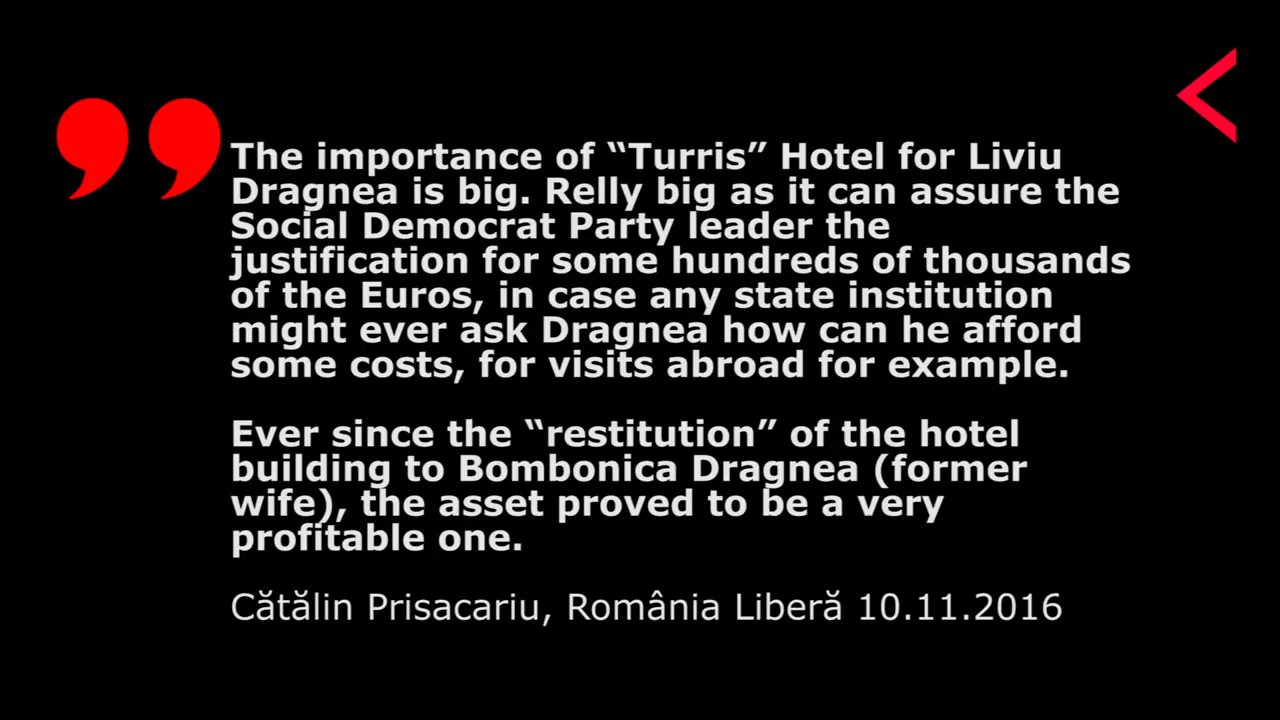 The importance of “Turris” Hotel for Liviu
Dragnea is big. Relly big as it can assure the
Social Democrat Party leader the
justification for some hundreds of thousands
of the Euros, in case any state institution
might ever ask Dragnea how can he afford
some costs, for visits abroad for example.
Ever since the “restitution” of the hotel
building to Bombonica Dragnea (former
wife), the asset proved to be a very
profitable one.
Cătălin Prisacariu, România Liberă 10.11.2016